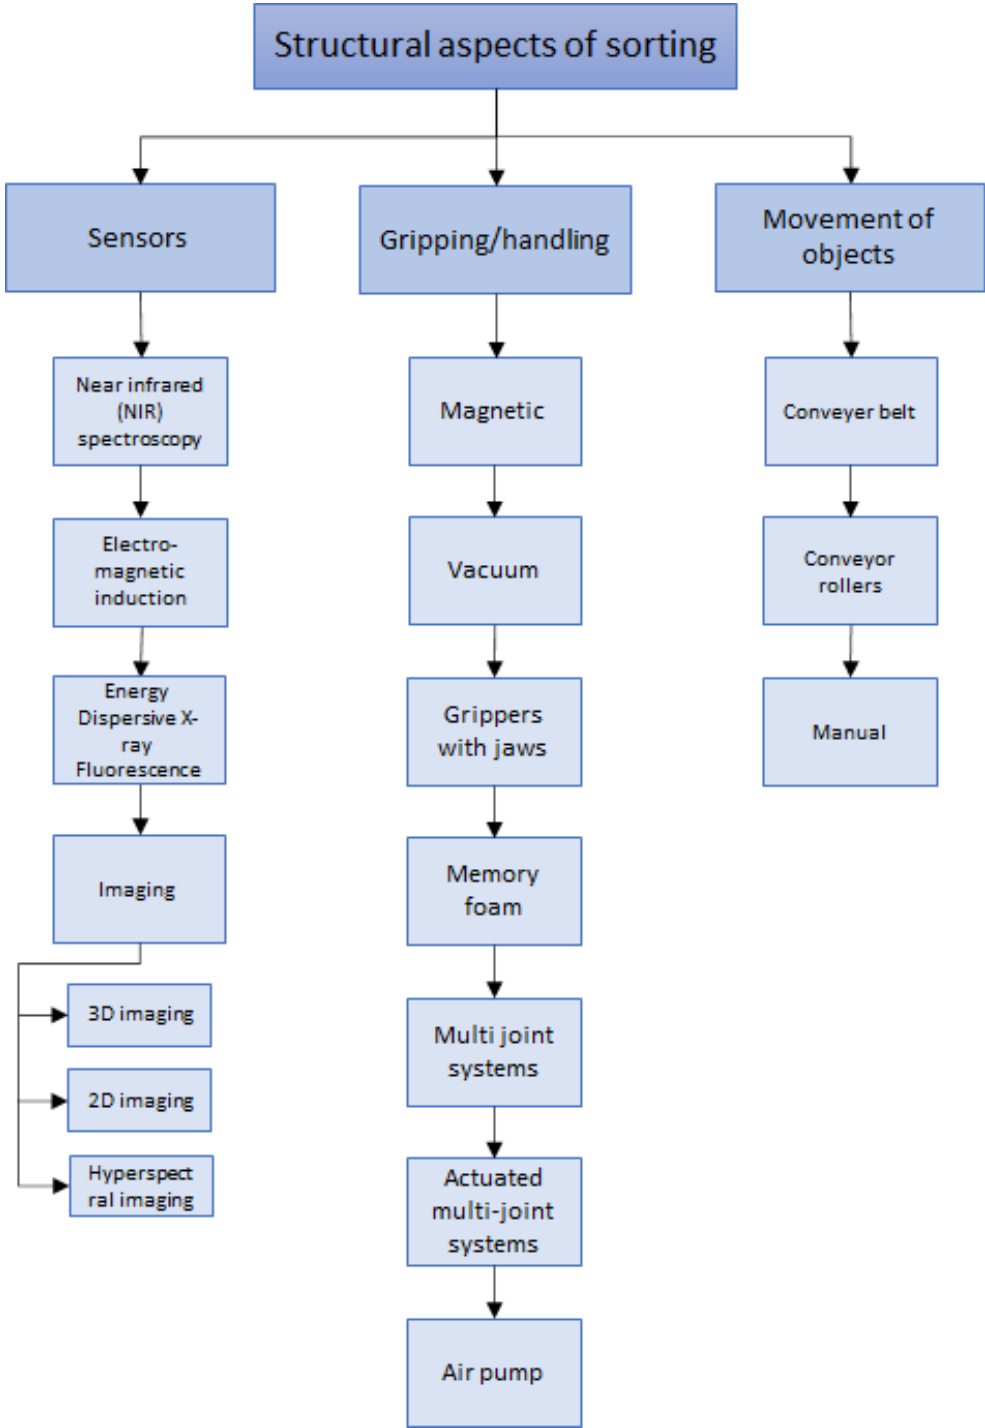 Structural aspects of sorting
Sensors
Near infrared
(NIR)
spectroscopy
Electro-
magnetic
induction
Energy
Dispersive X-
ray
Fluorescence
Imaging
3D imaging
2D imaging
Hyperspect
ral imaging
Gripping/handling
Magnetic
Vacuum
Grippers
with jaws
Memory
foam
Multi joint
systems
Actuated
multi-joint
systems
Air pump
Movement of
objects
Conveyer belt
Conveyor
rollers
Manual